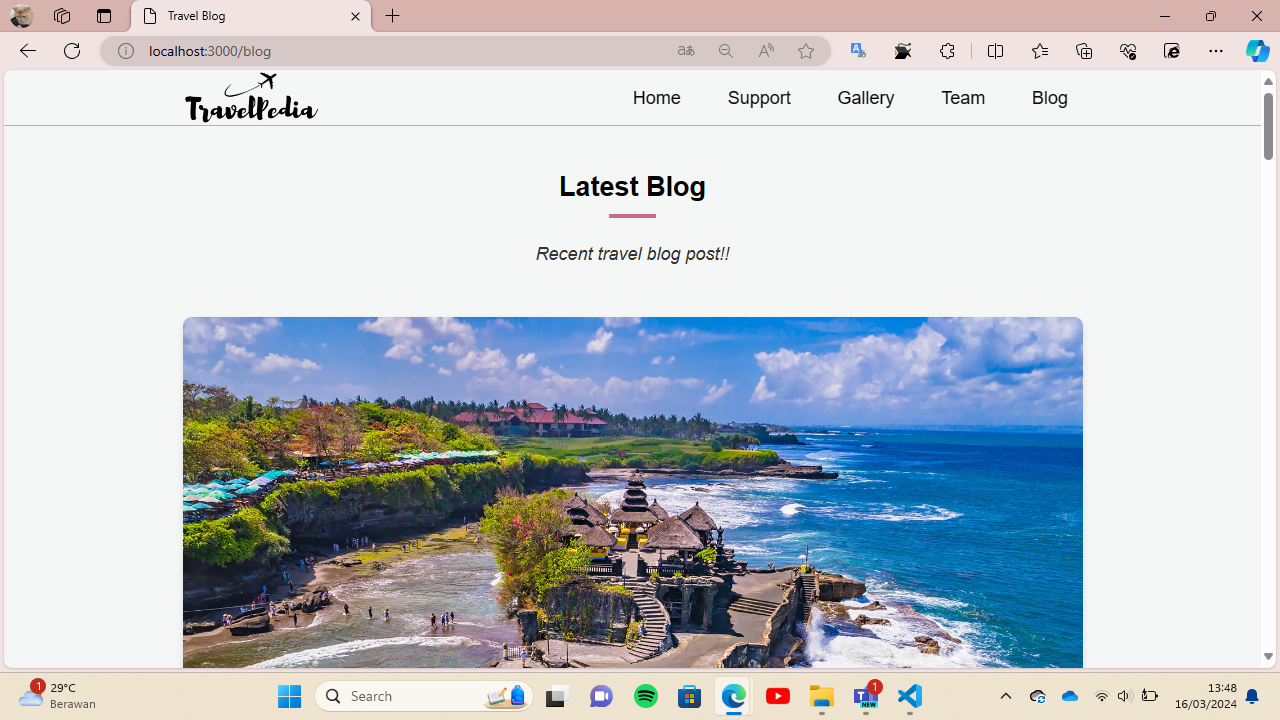 Travel Blog
localhost:3000/blog
TravelPedia
Home
Support
Gallery
Team
Blog
Latest Blog
Recent travel blog post!!
1
29°C
Berawan
Search
1
NEW
13:48
16/03/2024